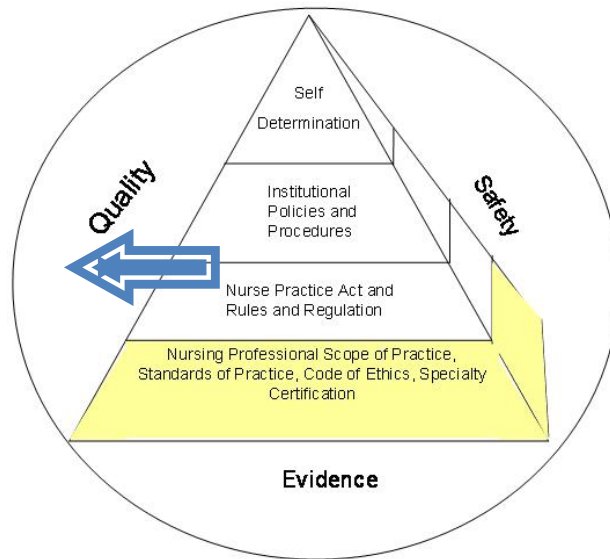 Self
Determination
Quality
Safety
Institutional
Policies and
Procedures
Nurse Practice Act and
Rules and Regulation
Nursing Professional Scope of Practice,
Standards of Practice, Code of Ethics, Specialty
Certification
Evidence